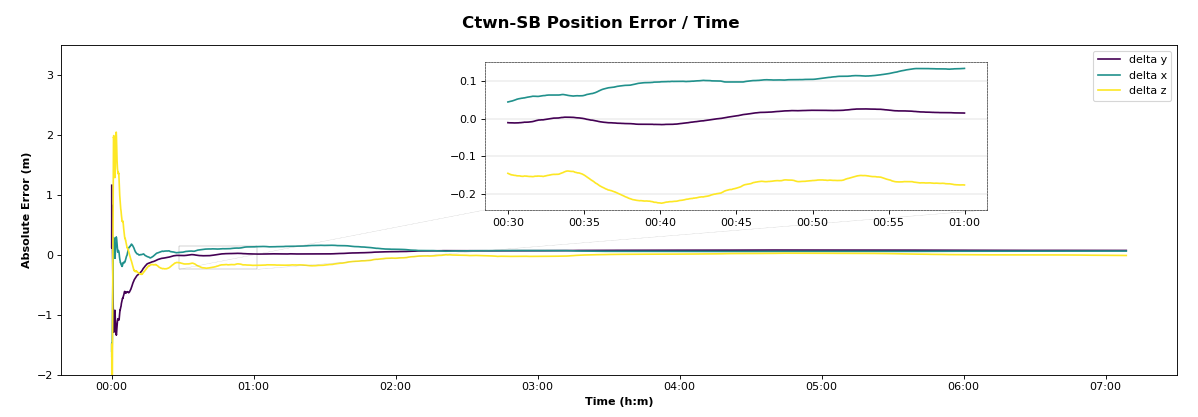 Ctwn-SB Position Error / Time
Absolute Error (m)
3
2
1
0
−1
−2
0.1
0.0
−0.1
−0.2
00:30 00:35 00:40 00:45 00:50 00:55 01:00
delta y
delta x
delta z
00:00 01:00 02:00 03:00 04:00 05:00 06:00 07:00
Time (h:m)